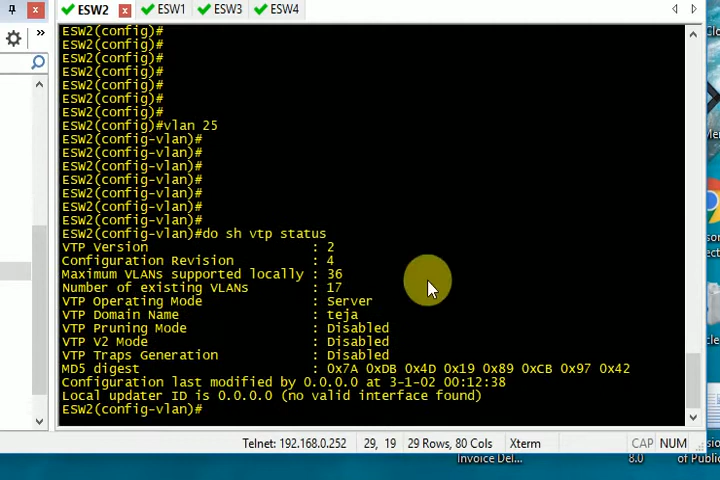 ESW2 ESW1 ESW3 ESW4
ESW2(config)#
ESW2(config)#
ESW2(config)#
ESW2(config)#
ESW2(config)#
ESW2(config)#
ESW2(config)#
ESW2(config)#vlan 25
ESW2(config-vlan)#
ESW2(config-vlan)#
ESW2(config-vlan)#
ESW2(config-vlan)#
ESW2(config-vlan)#
ESW2(config-vlan)#
ESW2(config-vlan)#
ESW2(config-vlan)#do sh vtp status
VTP Version : 2
Configuration Revision : 4
Maximum VLANs supported locally : 36
Number of existing VLANs : 17
VTP Operating Mode : Server
VTP Domain Name : teja
VTP Pruning Mode : Disabled
VTP V2 Mode : Disabled
VTP Traps Generation : Disabled
MD5 digest : 0x7A 0xDB 0x4D 0x19 0x89 0xCB 0x97 0x42
Configuration last modified by 0.0.0.0 at 3-1-02 00:12:38
Local updater ID is 0.0.0.0 (no valid interface found)
ESW2(config-vlan)#
Telnet: 192.168.0.252 29, 19 29 Rows, 80 Cols Xterm CAP NUM
Invoice Del... 8.0 of Public